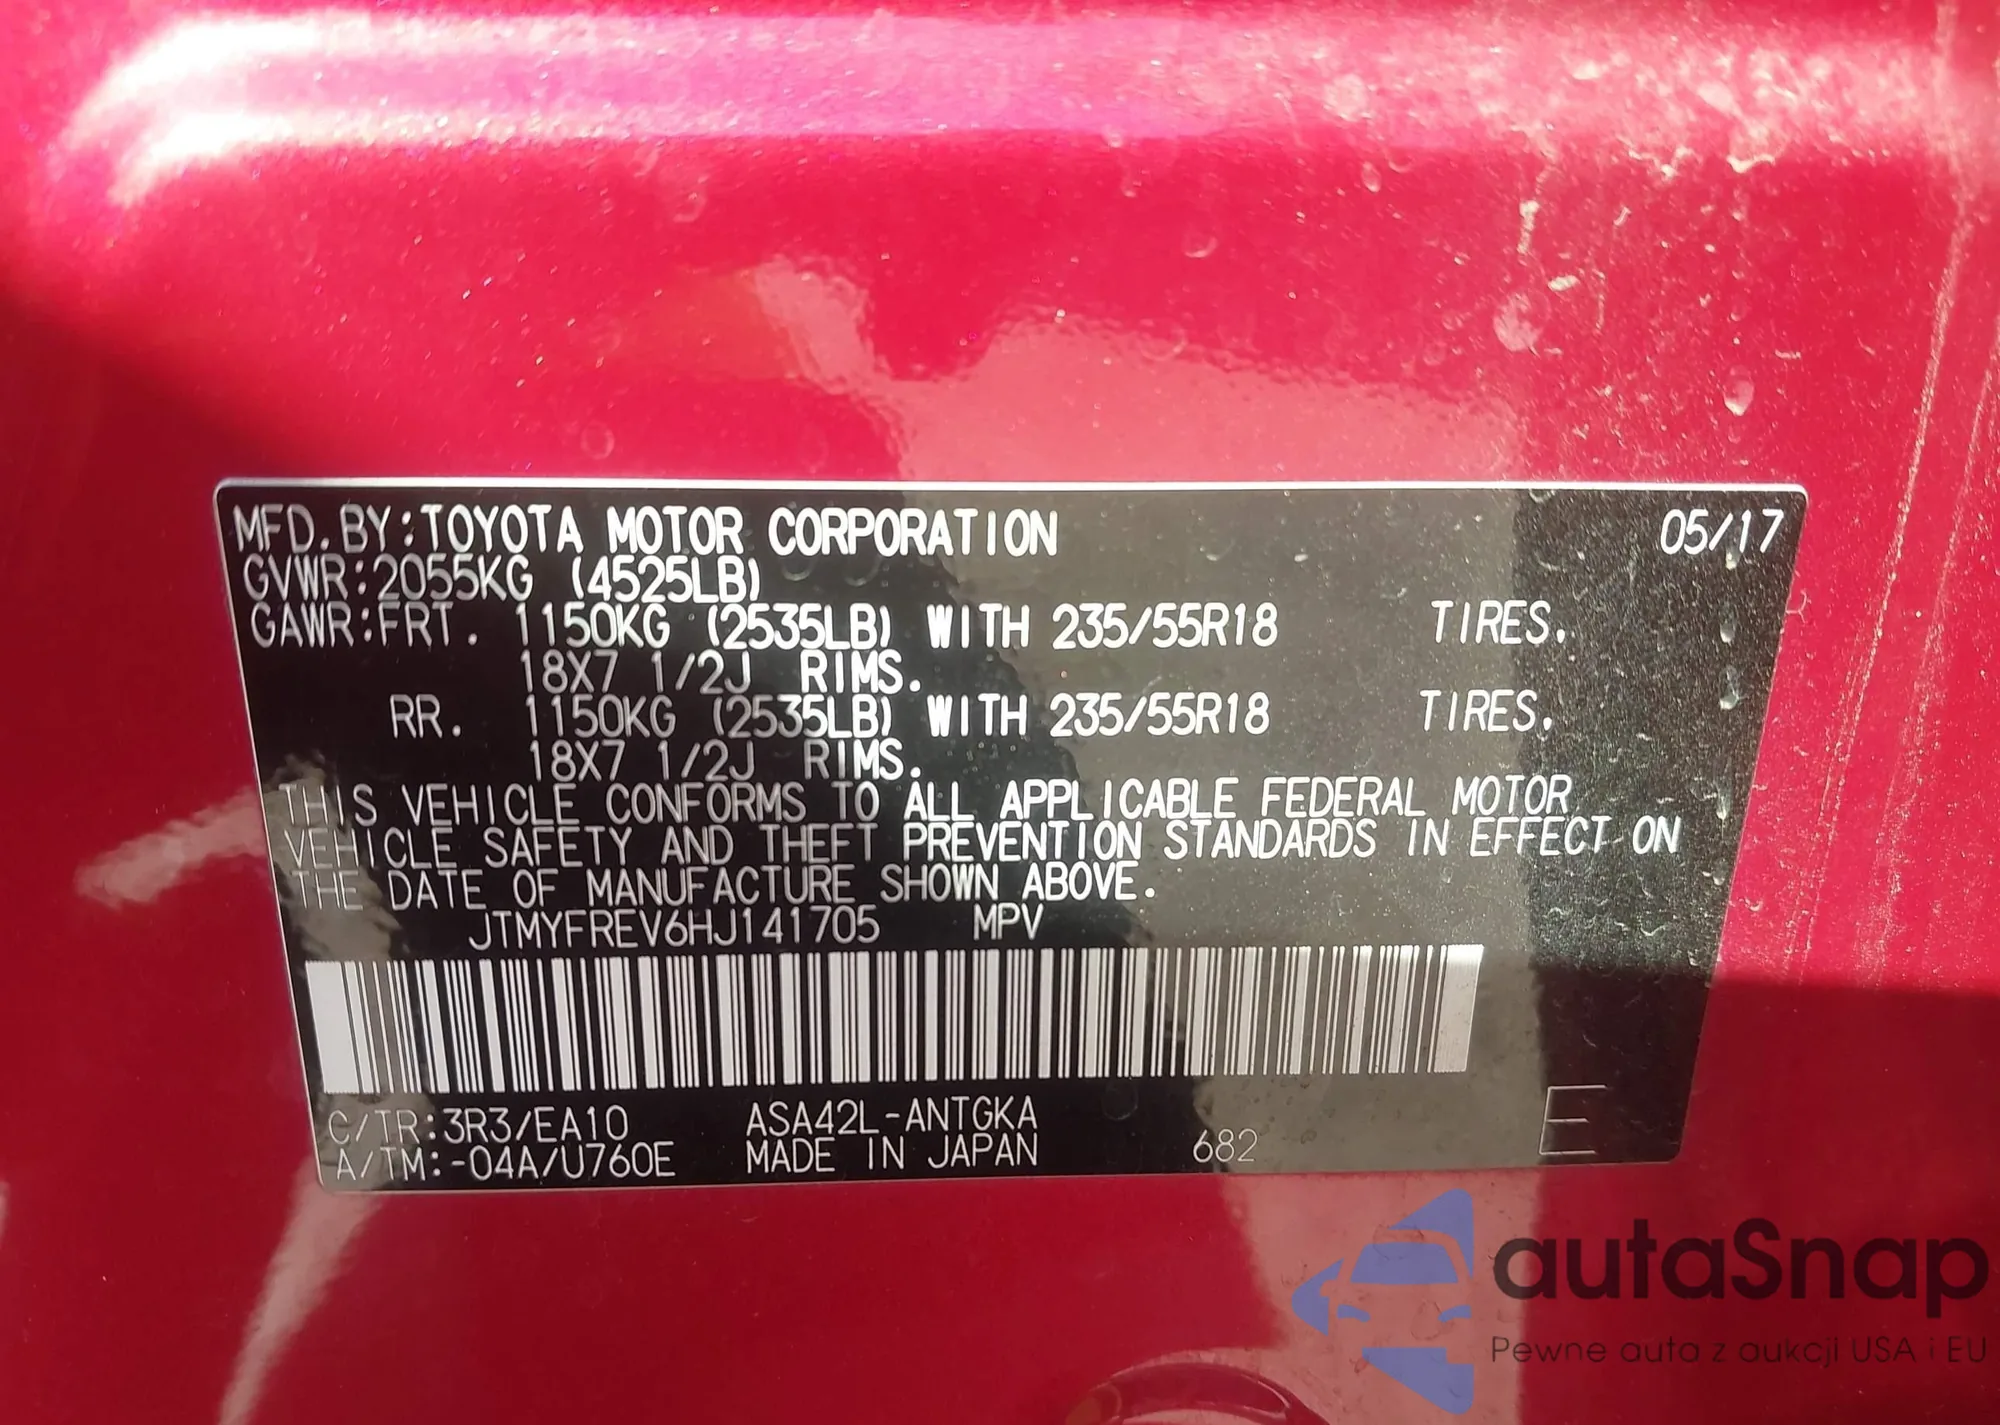 MFD. BY:TOYOTA MOTOR CORPORATION 05/17
GVWR:2055KG (4525LB)
GAWR:FRT. 1150KG (2535LB) WITH 235/55R18 TIRES.
18X7 1/2J RIMS.
RR. 1150KG (2535LB) WITH 235/55R18 TIRES.
18X7 1/2J RIMS.
THIS VEHICLE CONFORMS TO ALL APPLICABLE FEDERAL MOTOR
VEHICLE SAFETY AND THEFT PREVENTION STANDARDS IN EFFECT ON
THE DATE OF MANUFACTURE SHOWN ABOVE.
JTMYFREV6HJ141705 MPV
C/TR:3R3/EA10 ASA42L-ANTGKA
A/TM:-04A/U760E MADE IN JAPAN 682 E
autaSnap
Pewne auta z aukcji USA i EU